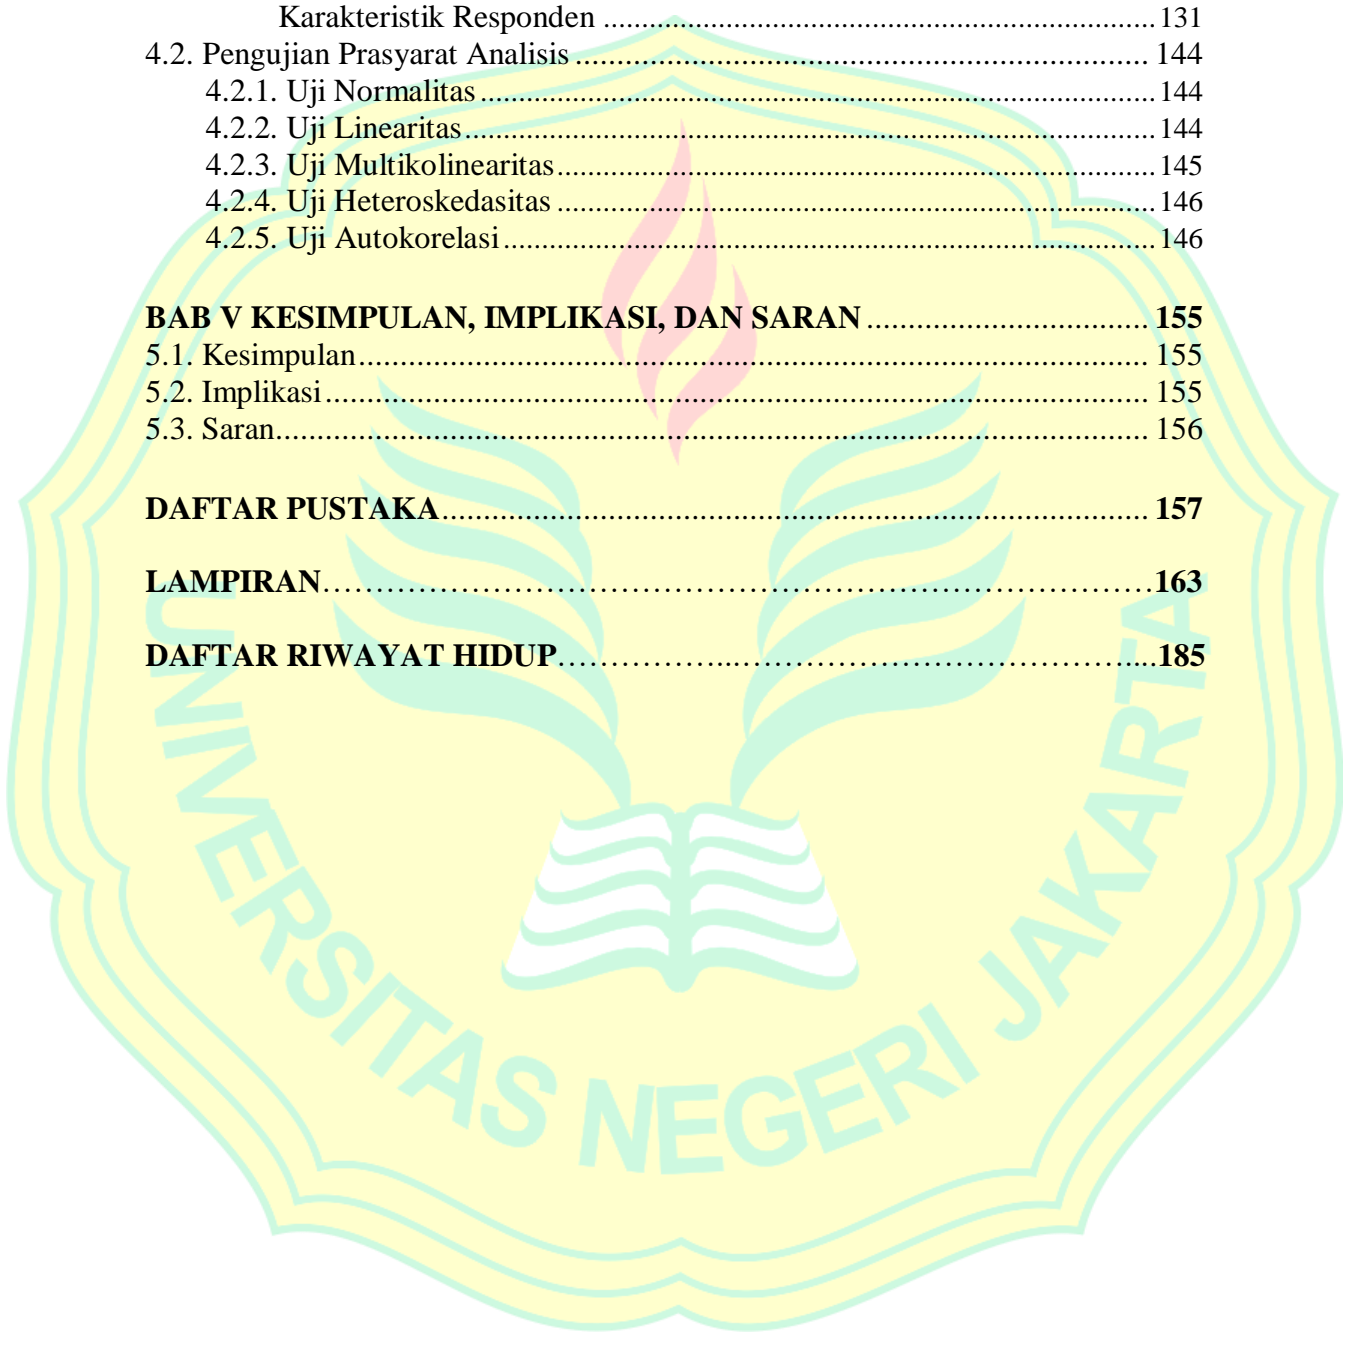 Karakteristik Responden ........................................................................ 131
4.2. Pengujian Prasyarat Analisis ........................................................................ 144
4.2.1. Uji Normalitas ........................................................................ 144
4.2.2. Uji Linearitas ........................................................................ 144
4.2.3. Uji Multikolinearitas ........................................................................ 145
4.2.4. Uji Heteroskedasitas ........................................................................ 146
4.2.5. Uji Autokorelasi ........................................................................ 146
BAB V KESIMPULAN, IMPLIKASI, DAN SARAN .................................. 155
5.1. Kesimpulan ........................................................................ 155
5.2. Implikasi ........................................................................ 155
5.3. Saran ........................................................................ 156
DAFTAR PUSTAKA ........................................................................ 157
LAMPIRAN ........................................................................ 163
DAFTAR RIWAYAT HIDUP ........................................................................ 185
UNIVERSITAS NEGERI JAKARTA